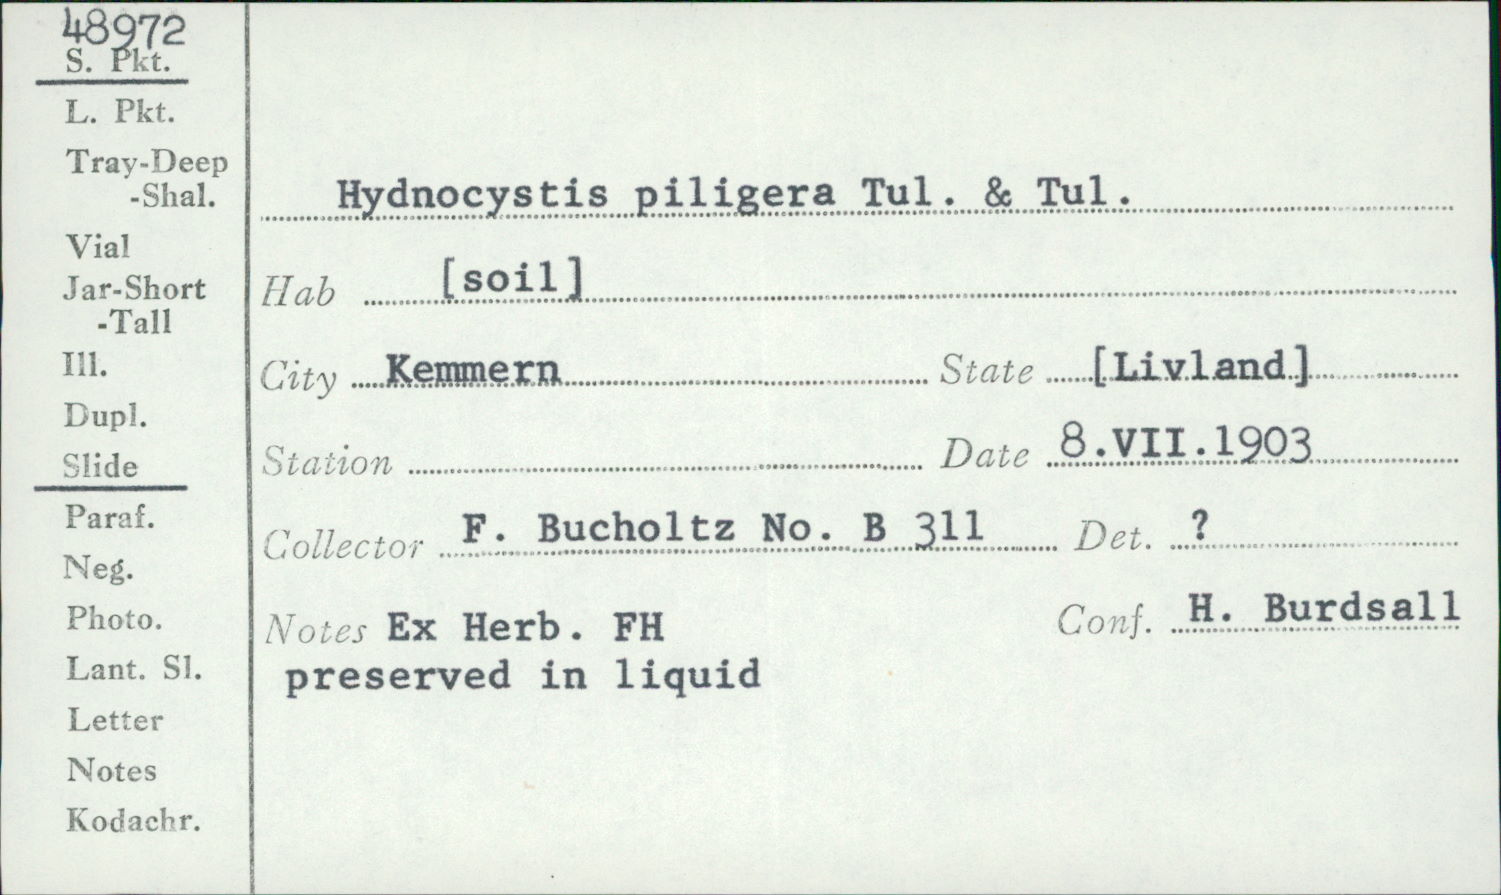 48972
S. Pkt.
L. Pkt.
Tray-Deep
-Shal.
Vial
Jar-Short
-Tall
Ill.
Dupl.
Slide
Paraf.
Neg.
Photo.
Lant. Sl.
Letter
Notes
Kodachr.
Hydnocystis piligera Tul. & Tul.
Hab [soil]
City Kemmern State [Livland]
Station Date 8.VII.1903
Collector F. Bucholtz No. B 311 Det. ?
Notes Ex Herb. FH Conf. H. Burdsall
preserved in liquid